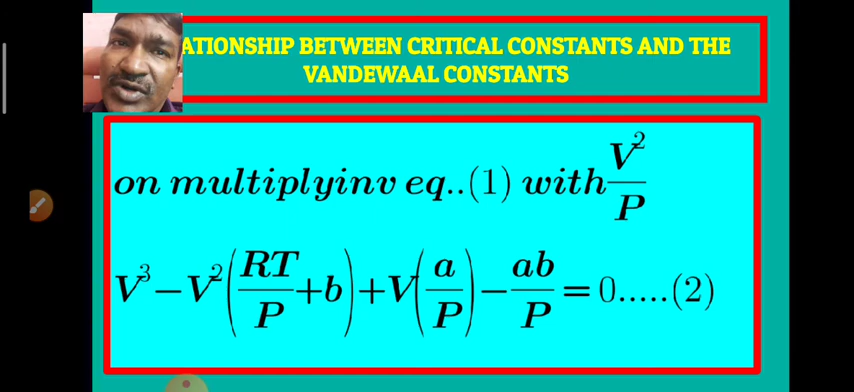 ATIONSHIP BETWEEN CRITICAL CONSTANTS AND THE
VANDEWAAL CONSTANTS
on multiplyinv eq..(1) with V²/P
V³−V²(RT/P+b)+V(a/P)−ab/P=0.....(2)